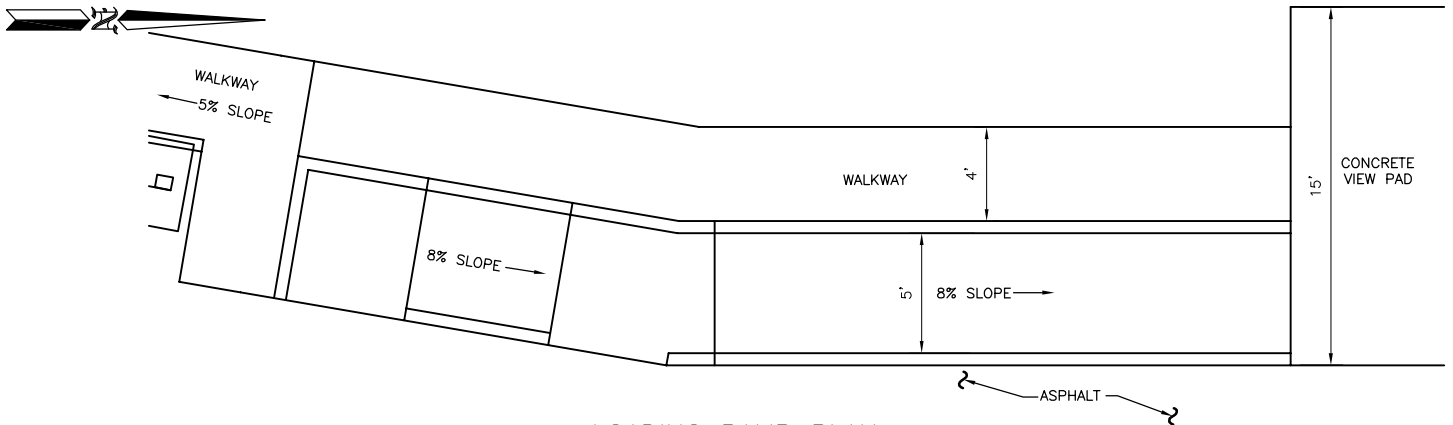 N
WALKWAY
5% SLOPE
8% SLOPE
WALKWAY
4'
5'
8% SLOPE
15'
CONCRETE
VIEW PAD
ASPHALT